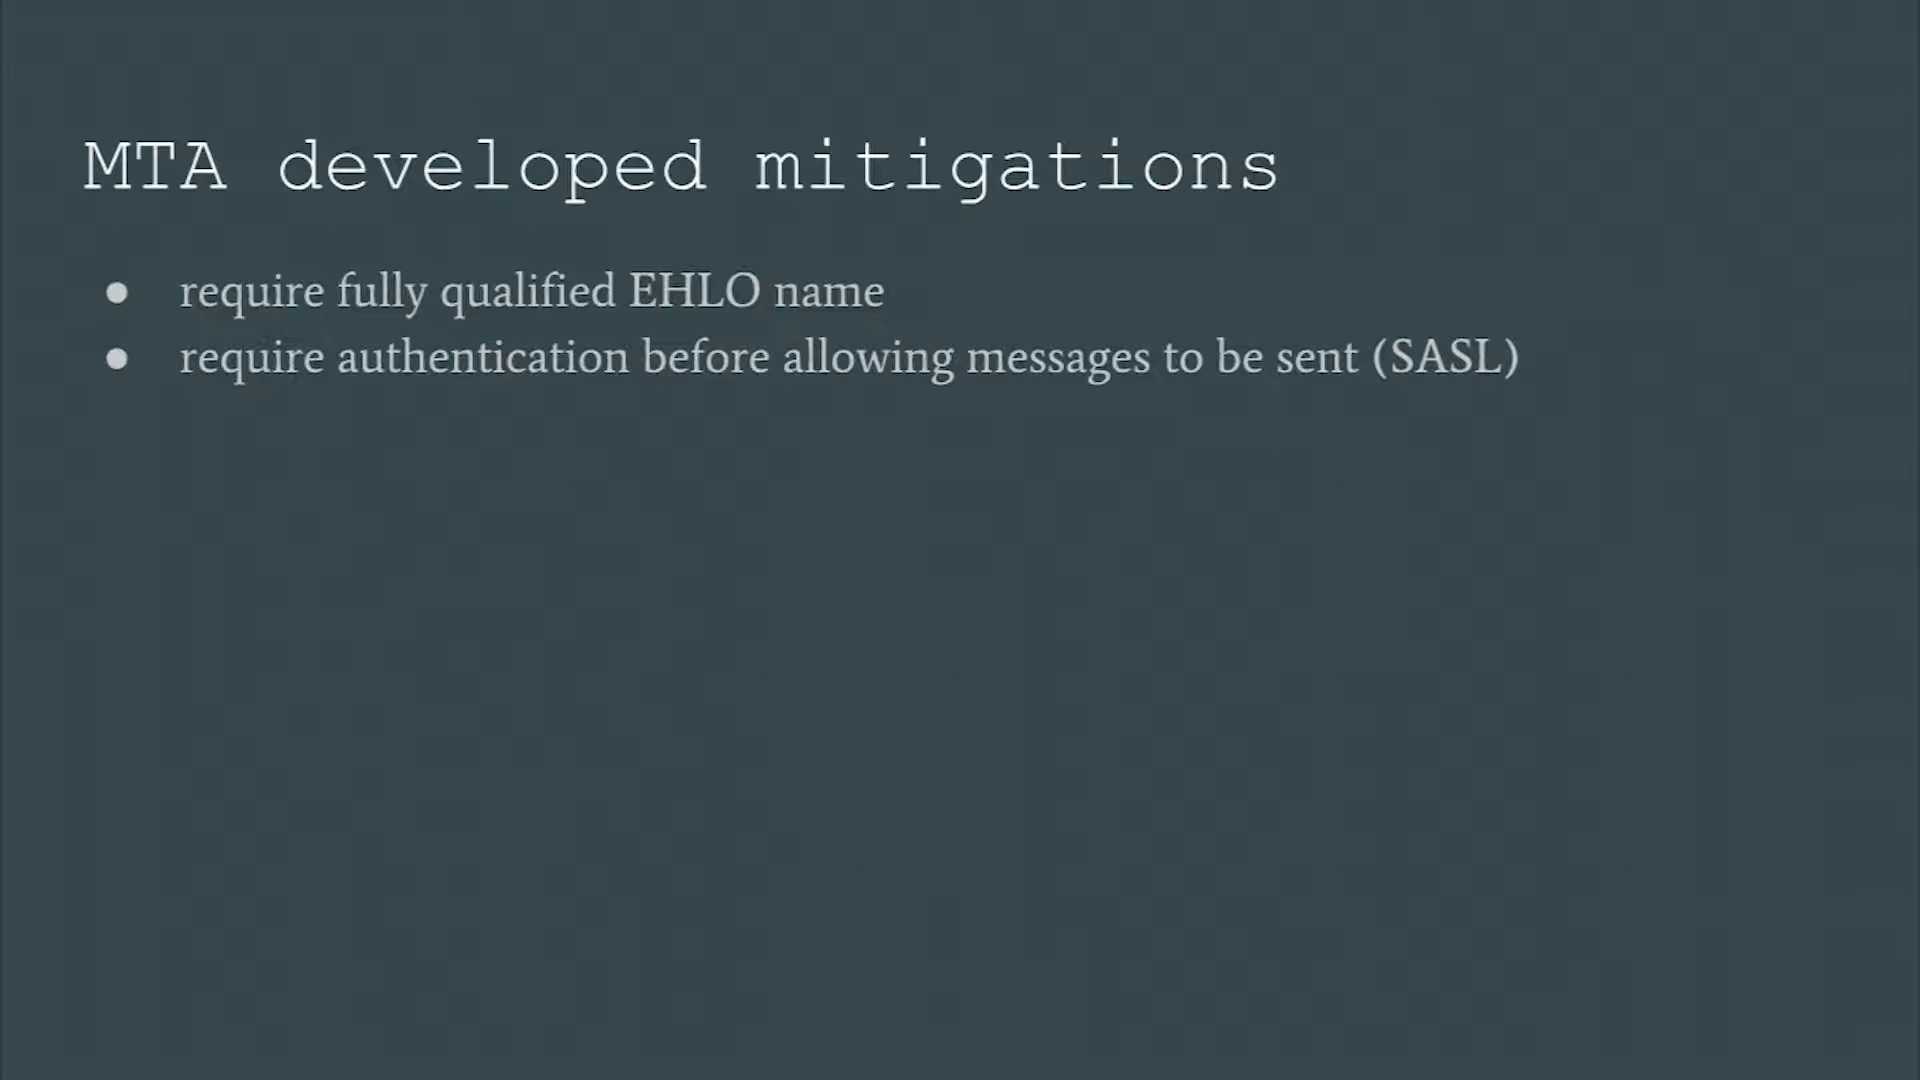 MTA developed mitigations
● require fully qualified EHLO name
● require authentication before allowing messages to be sent (SASL)